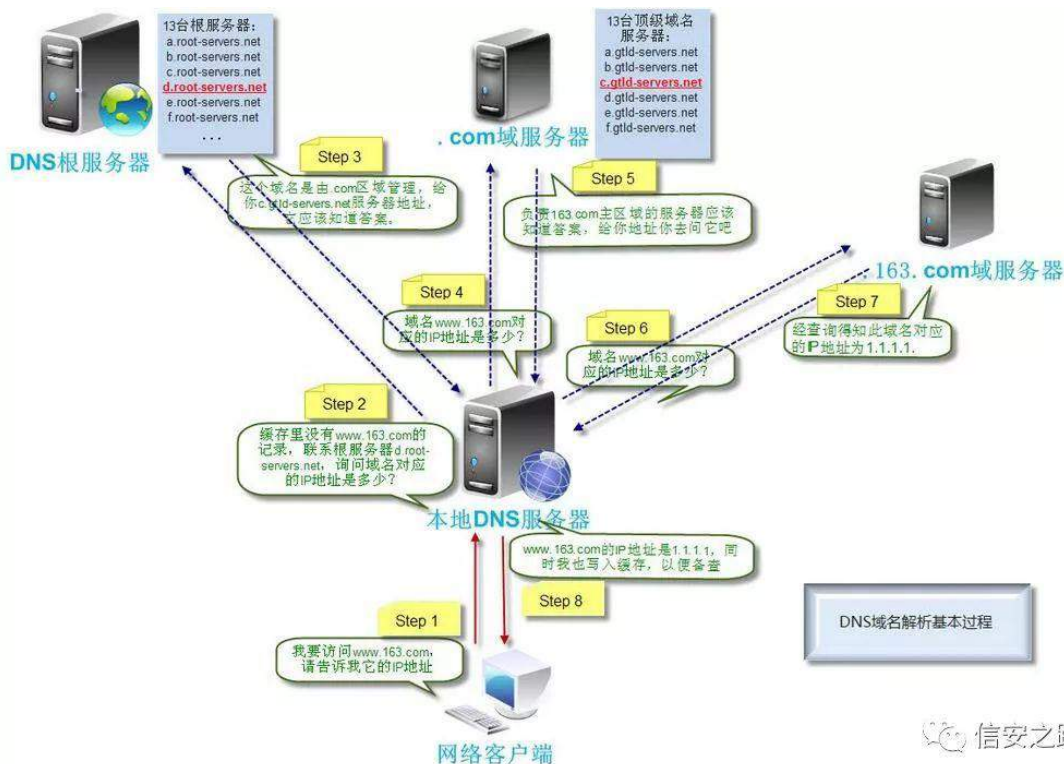 13台根服务器：
a.root-servers.net
b.root-servers.net
c.root-servers.net
d.root-servers.net
e.root-servers.net
f.root-servers.net
...
DNS根服务器
13台顶级域名
服务器：
a.gtld-servers.net
b.gtld-servers.net
c.gtld-servers.net
d.gtld-servers.net
e.gtld-servers.net
f.gtld-servers.net
.com域服务器
Step 3
这个域名是由.com区域管理，给
你c.gtld-servers.net服务器地址，
它应该知道答案。
Step 5
负责163.com主区域的服务器应该
知道答案，给你地址你去问它吧
.163.com域服务器
Step 7
经查询得知此域名对应
的IP地址为1.1.1.1.
Step 4
域名www.163.com对
应的IP地址是多少？
Step 6
域名www.163.com对
应的IP地址是多少？
Step 2
缓存里没有www.163.com的
记录，联系根服务器d.root-
servers.net，询问域名对应
的IP地址是多少？
本地DNS服务器
www.163.com的IP地址是1.1.1.1，同
时我也写入缓存，以便备查
Step 8
Step 1
我要访问www.163.com，
请告诉我它的IP地址
网络客户端
DNS域名解析基本过程
信安之路